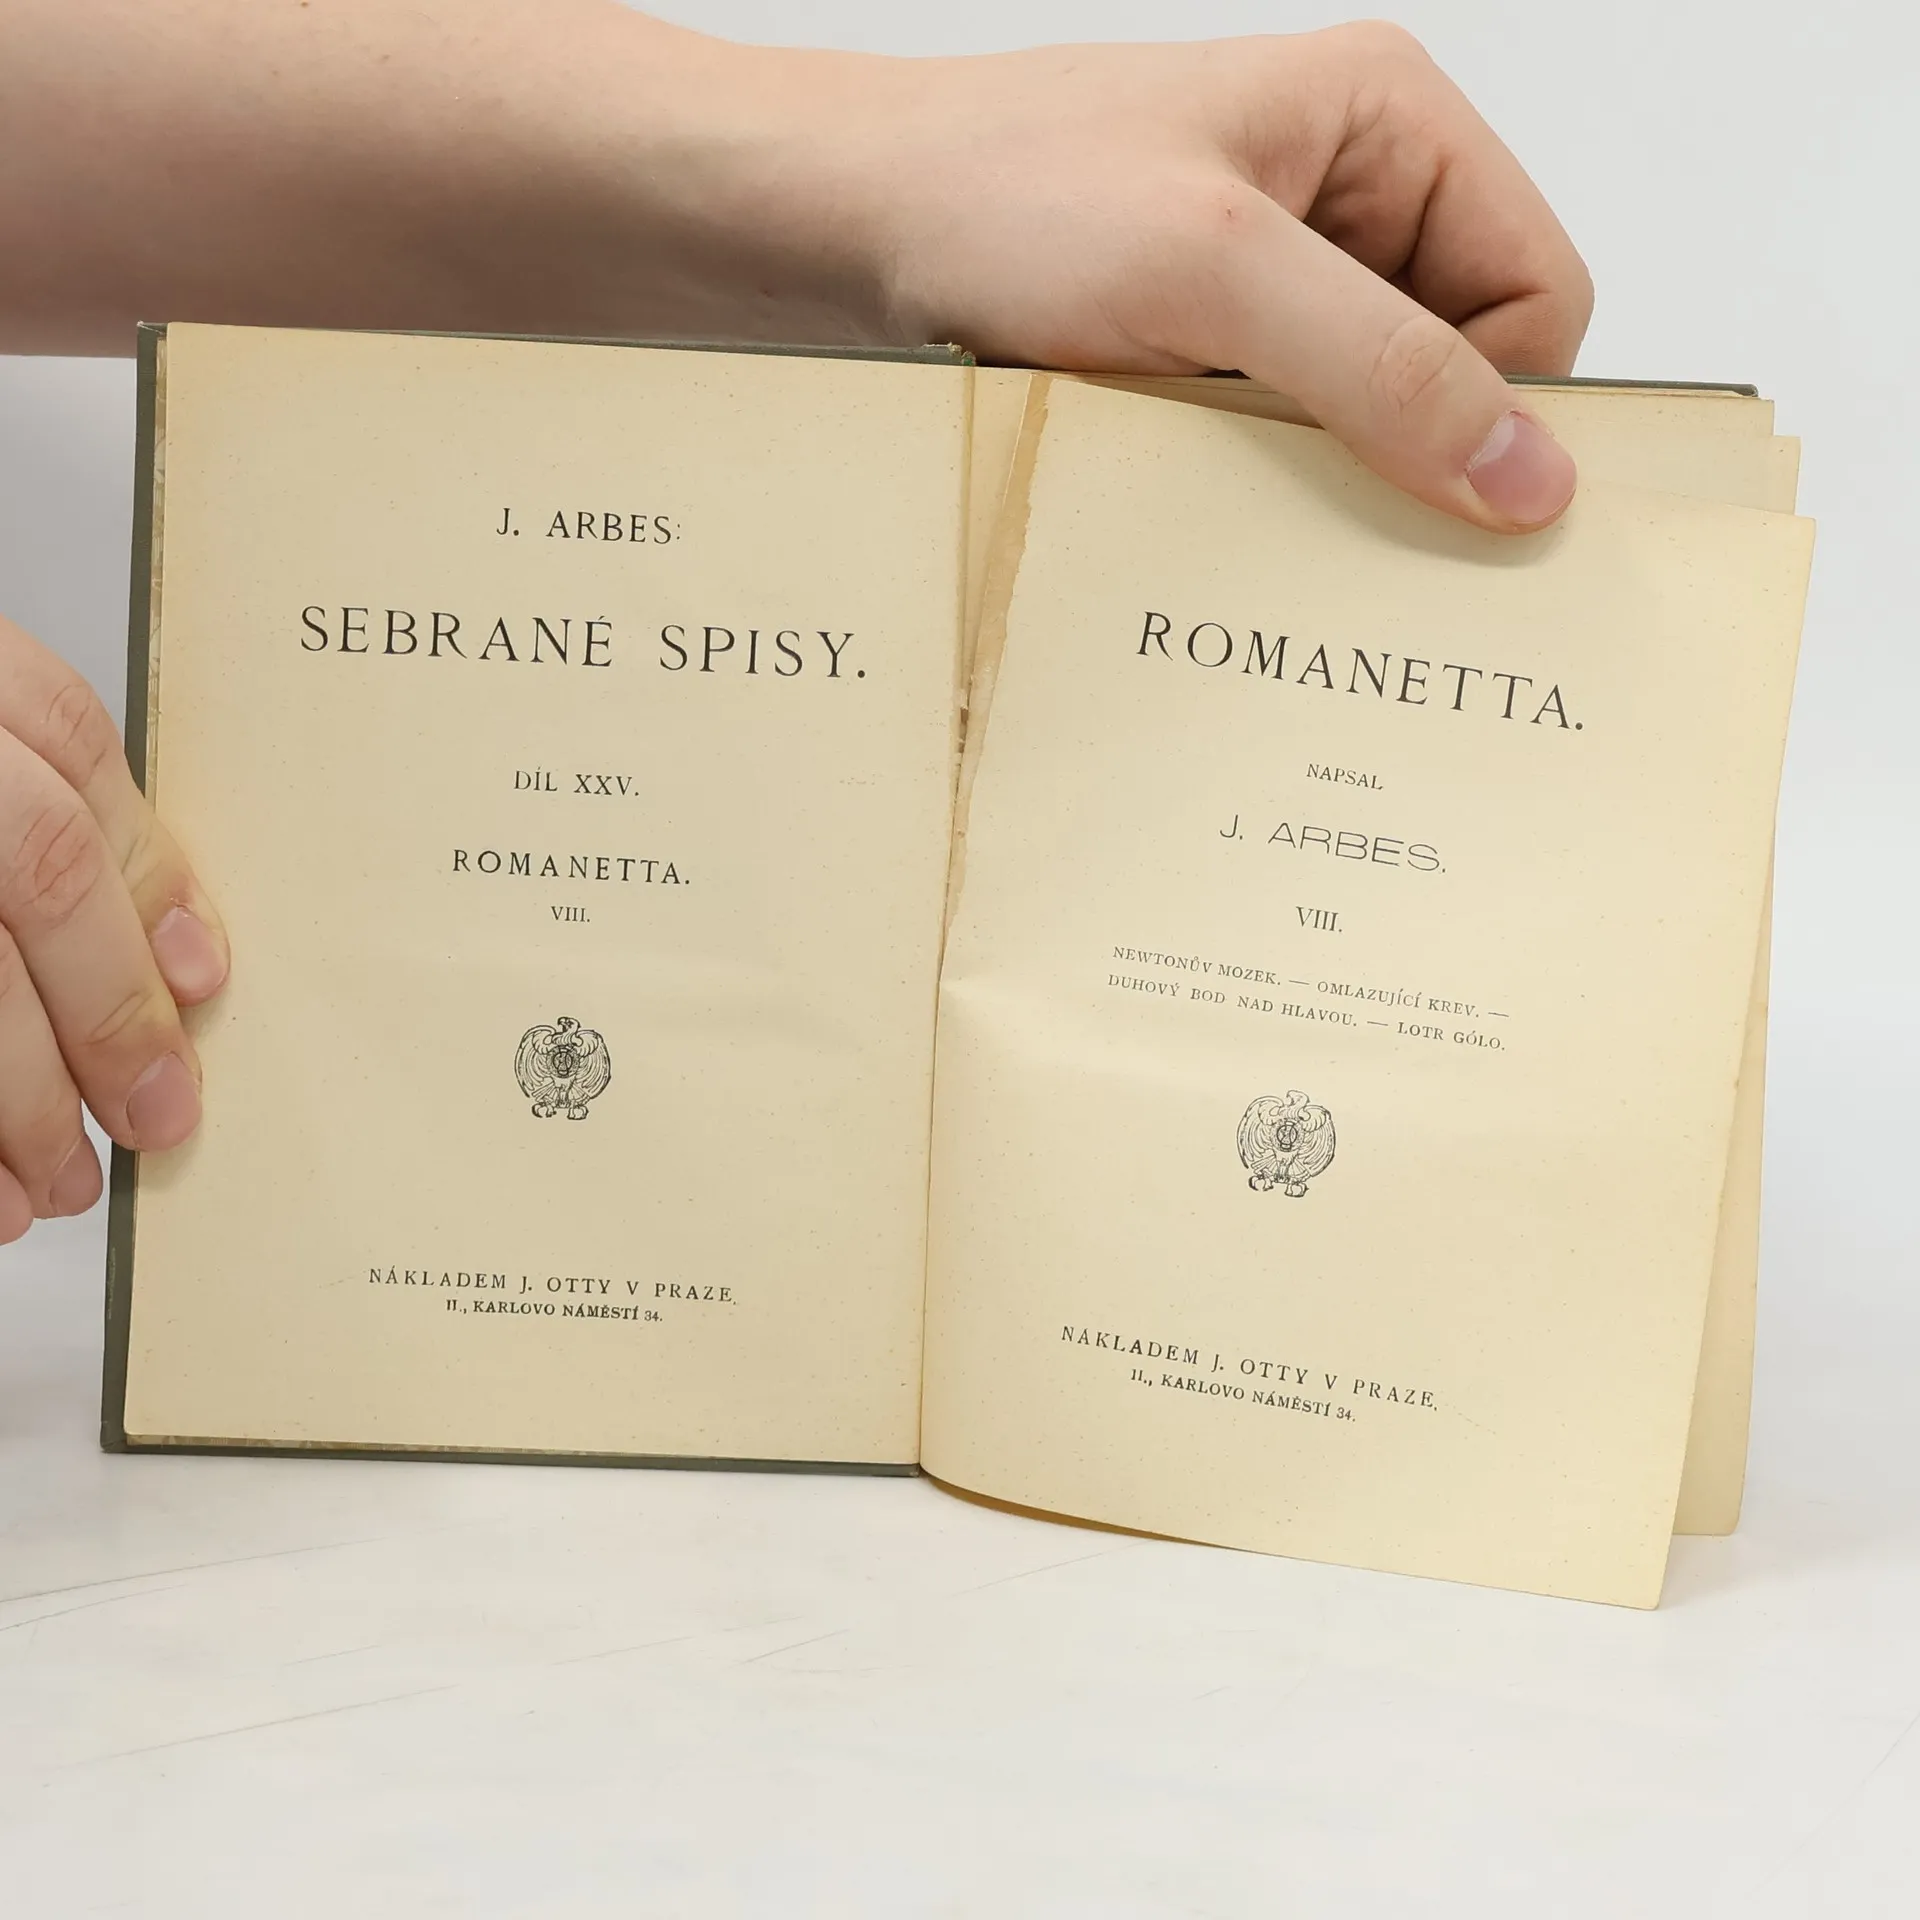 J. ARBES:
SEBRANÉ SPISY.
DÍL XXV.
ROMANETTA.
VIII.
NÁKLADEM J. OTTY V PRAZE,
II., KARLOVO NÁMĚSTÍ 34.
ROMANETTA.
NAPSAL
J. ARBES.
VIII.
NEWTONŮV MOZEK. — OMLAZUJÍCÍ KREV. —
DUHOVÝ BOD NAD HLAVOU. — LOTR GÓLO.
NÁKLADEM J. OTTY V PRAZE,
II., KARLOVO NÁMĚSTÍ 34.